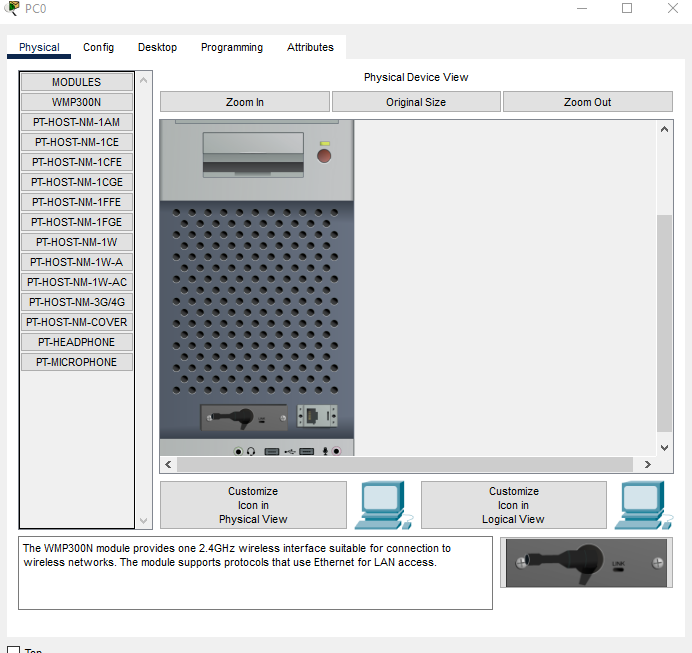 PC0
Physical Config Desktop Programming Attributes
MODULES
WMP300N
PT-HOST-NM-1AM
PT-HOST-NM-1CE
PT-HOST-NM-1CFE
PT-HOST-NM-1CGE
PT-HOST-NM-1FFE
PT-HOST-NM-1FGE
PT-HOST-NM-1W
PT-HOST-NM-1W-A
PT-HOST-NM-1W-AC
PT-HOST-NM-3G/4G
PT-HOST-NM-COVER
PT-HEADPHONE
PT-MICROPHONE
Physical Device View
Zoom In Original Size Zoom Out
Customize
Icon in
Physical View
Customize
Icon in
Logical View
The WMP300N module provides one 2.4GHz wireless interface suitable for connection to
wireless networks. The module supports protocols that use Ethernet for LAN access.
LINK
Top